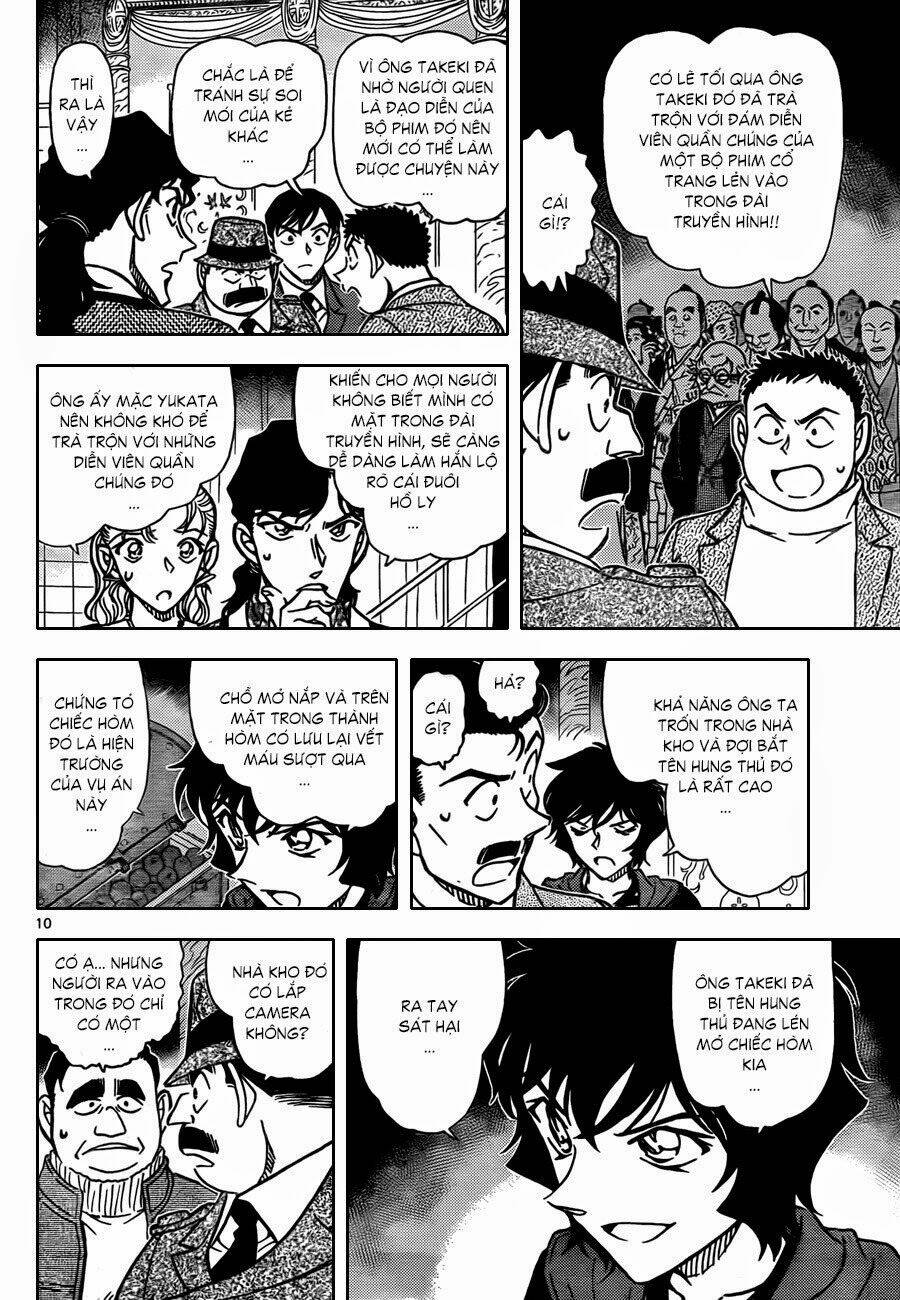 CÓ LẼ TỐI QUA ÔNG
TAKEKI ĐÓ ĐÃ TRÀ
TRỘN VỚI ĐÁM DIỄN
VIÊN QUẦN CHÚNG CỦA
MỘT BỘ PHIM CỔ
TRANG LÉN VÀO
TRONG ĐÀI
TRUYỀN HÌNH!!
CÁI
GÌ!?
VÌ ÔNG TAKEKI ĐÃ
NHỜ NGƯỜI QUEN
LÀ ĐẠO DIỄN CỦA
BỘ PHIM ĐÓ NÊN
MỚI CÓ THỂ LÀM
ĐƯỢC CHUYỆN NÀY
...
CHẮC LÀ ĐỂ
TRÁNH SỰ SOI
MÓI CỦA KẺ
KHÁC
...
THÌ
RA LÀ
VẬY
...
KHIẾN CHO MỌI NGƯỜI
KHÔNG BIẾT MÌNH CÓ
MẶT TRONG ĐÀI
TRUYỀN HÌNH, SẼ CÀNG
DỄ DÀNG LÀM HẮN LỘ
RÕ CÁI ĐUÔI
HỒ LY
...
ÔNG ẤY MẶC YUKATA
NÊN KHÔNG KHÓ ĐỂ
TRÀ TRỘN VỚI NHỮNG
DIỄN VIÊN QUẦN
CHÚNG ĐÓ
...
KHẢ NĂNG ÔNG TA
TRỐN TRONG NHÀ
KHO VÀ ĐỢI BẮT
TÊN HUNG THỦ ĐÓ
LÀ RẤT CAO
...
HẢ?
CÁI
GÌ?
CHỖ MỞ NẮP VÀ TRÊN
MẶT TRONG THÀNH
HÒM CÓ LƯU LẠI VẾT
MÁU SƯỢT QUA
...
CHỨNG TỎ
CHIẾC HÒM
ĐÓ LÀ HIỆN
TRƯỜNG
CỦA VỤ ÁN
NÀY
...
10
ÔNG TAKEKI ĐÃ
BỊ TÊN HUNG
THỦ ĐANG LÉN
MỞ CHIẾC HÒM
KIA
...
RA TAY
SÁT HẠI
...
NHÀ KHO ĐÓ
CÓ LẮP
CAMERA
KHÔNG?
CÓ Ạ... NHƯNG
NGƯỜI RA VÀO
TRONG ĐÓ CHỈ
CÓ MỘT
...